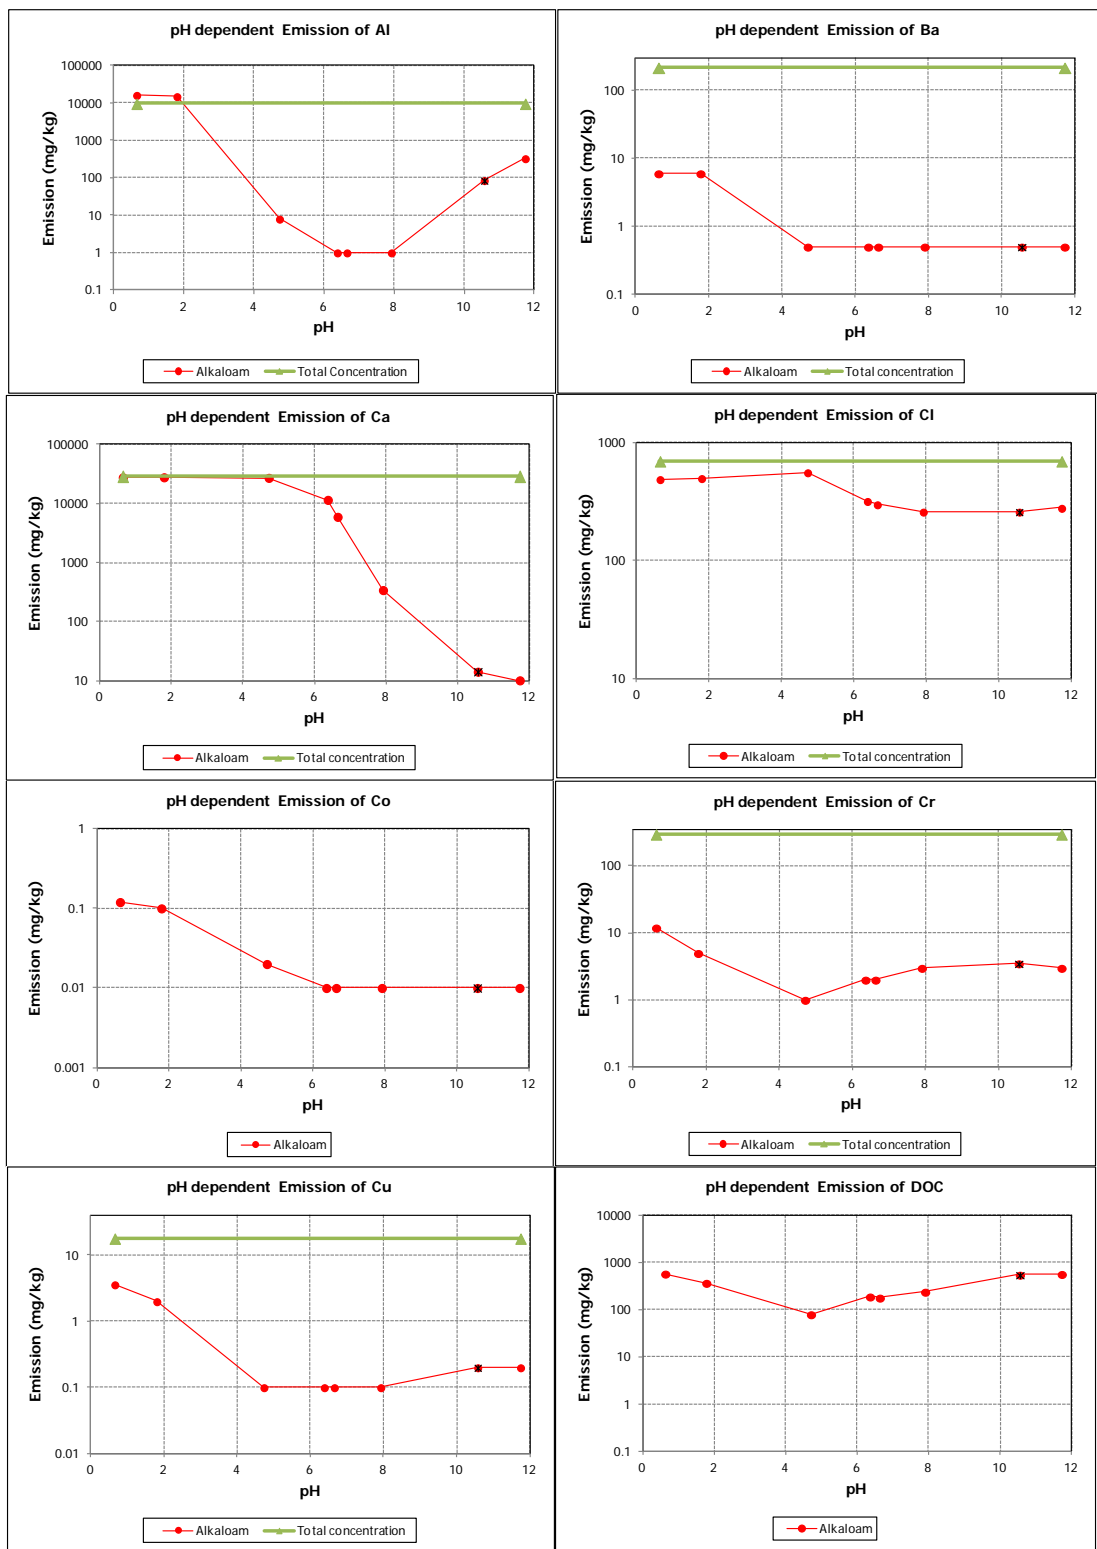 pH dependent Emission of Al
Emission (mg/kg)
100000
10000
1000
100
10
1
0.1
0 2 4 6 8 10 12
pH
Alkaloam Total Concentration
pH dependent Emission of Ba
Emission (mg/kg)
100
10
1
0.1
0 2 4 6 8 10 12
pH
Alkaloam Total concentration
pH dependent Emission of Ca
Emission (mg/kg)
100000
10000
1000
100
10
0 2 4 6 8 10 12
pH
Alkaloam Total concentration
pH dependent Emission of Cl
Emission (mg/kg)
1000
100
10
0 2 4 6 8 10 12
pH
Alkaloam Total concentration
pH dependent Emission of Co
Emission (mg/kg)
1
0.1
0.01
0.001
0 2 4 6 8 10 12
pH
Alkaloam
pH dependent Emission of Cr
Emission (mg/kg)
100
10
1
0.1
0 2 4 6 8 10 12
pH
Alkaloam Total concentration
pH dependent Emission of Cu
Emission (mg/kg)
10
1
0.1
0.01
0 2 4 6 8 10 12
pH
Alkaloam Total concentration
pH dependent Emission of DOC
Emission (mg/kg)
10000
1000
100
10
1
0.1
0 2 4 6 8 10 12
pH
Alkaloam